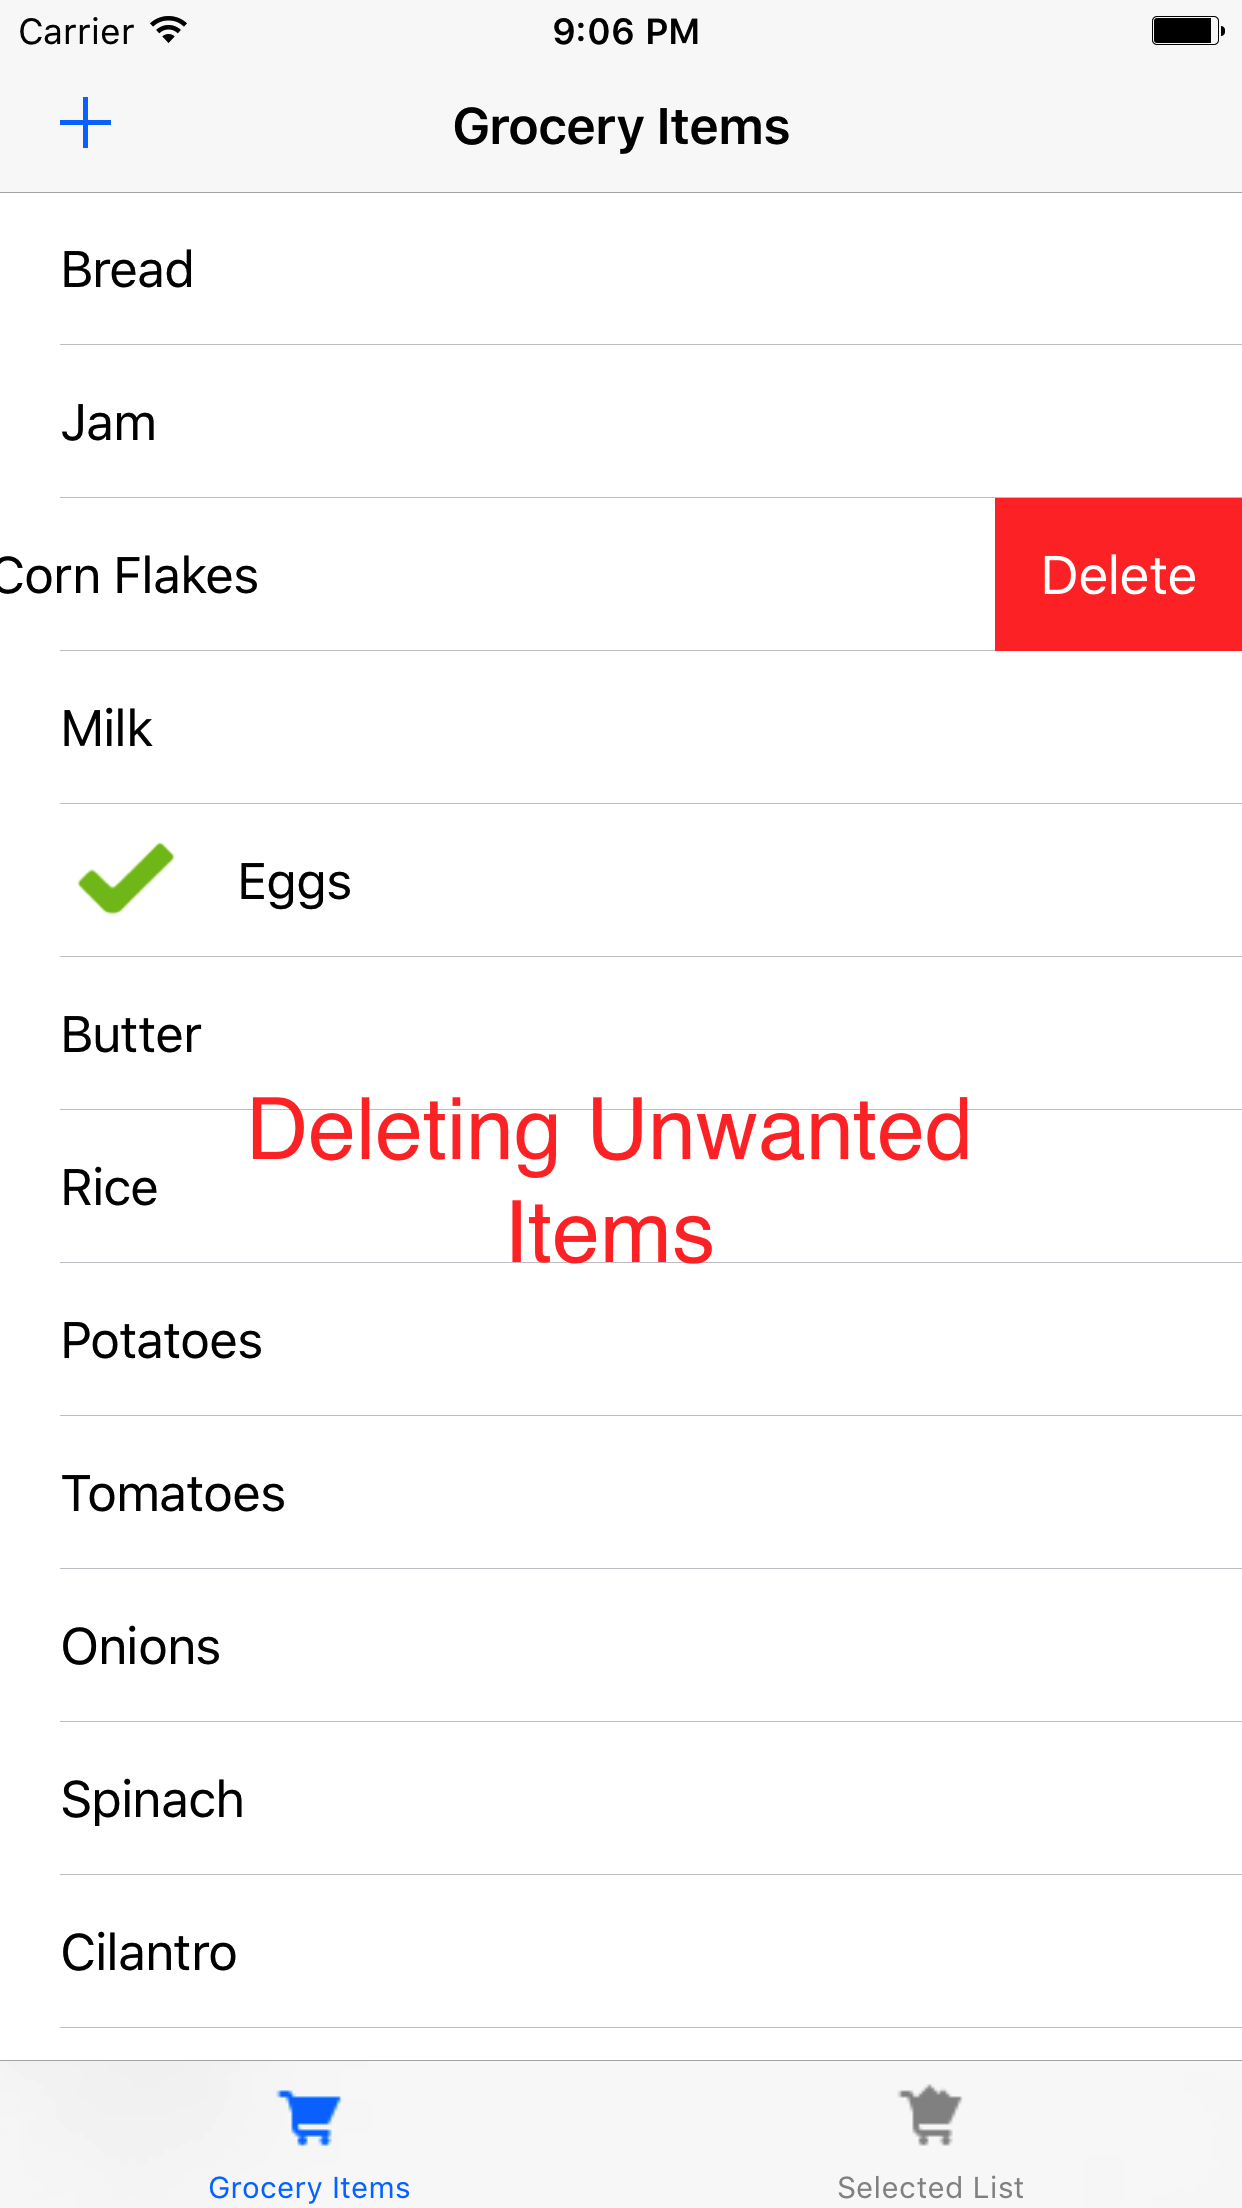 Carrier 9:06 PM
Grocery Items
Bread
Jam
Corn Flakes Delete
Milk
Eggs
Butter
Deleting Unwanted
Rice
Items
Potatoes
Tomatoes
Onions
Spinach
Cilantro
Grocery Items Selected List